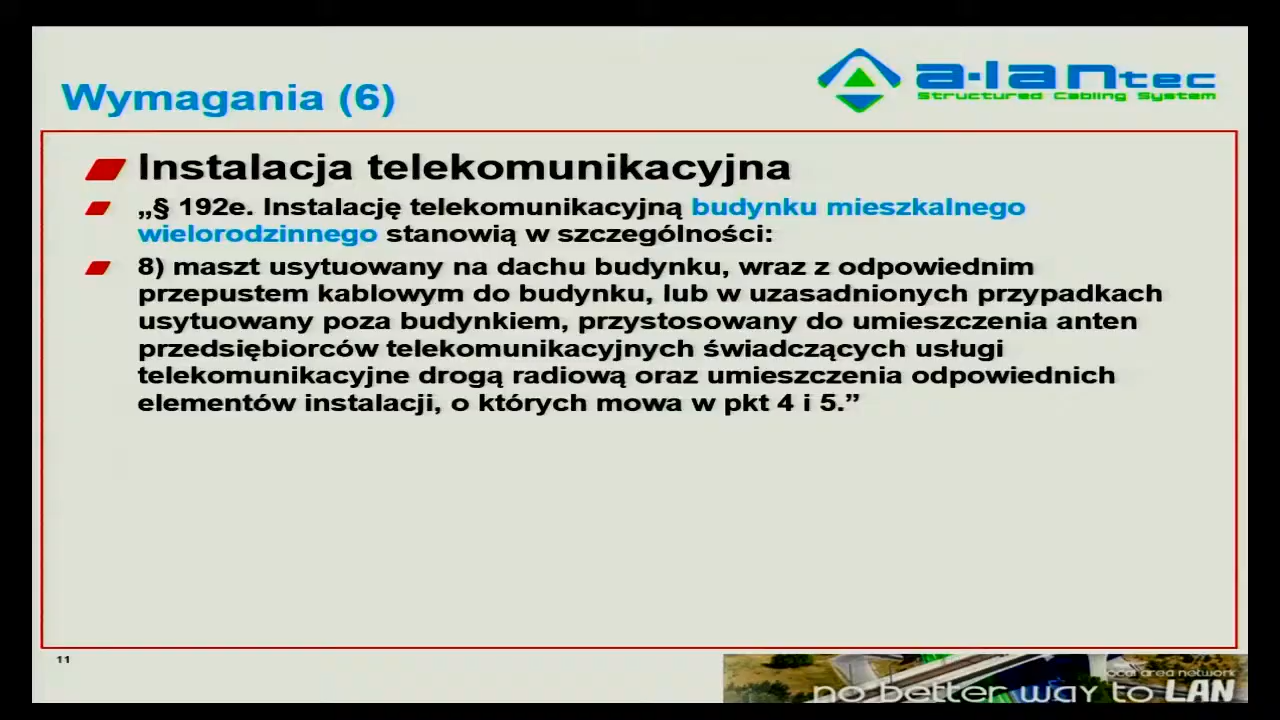 Wymagania (6)
a-lantec
Structured Cabling System
Instalacja telekomunikacyjna
„§ 192e. Instalację telekomunikacyjną budynku mieszkalnego
wielorodzinnego stanowią w szczególności:
8) maszt usytuowany na dachu budynku, wraz z odpowiednim
przepustem kablowym do budynku, lub w uzasadnionych przypadkach
usytuowany poza budynkiem, przystosowany do umieszczenia anten
przedsiębiorców telekomunikacyjnych świadczących usługi
telekomunikacyjne drogą radiową oraz umieszczenia odpowiednich
elementów instalacji, o których mowa w pkt 4 i 5.”
11
local area network
no better way to LAN